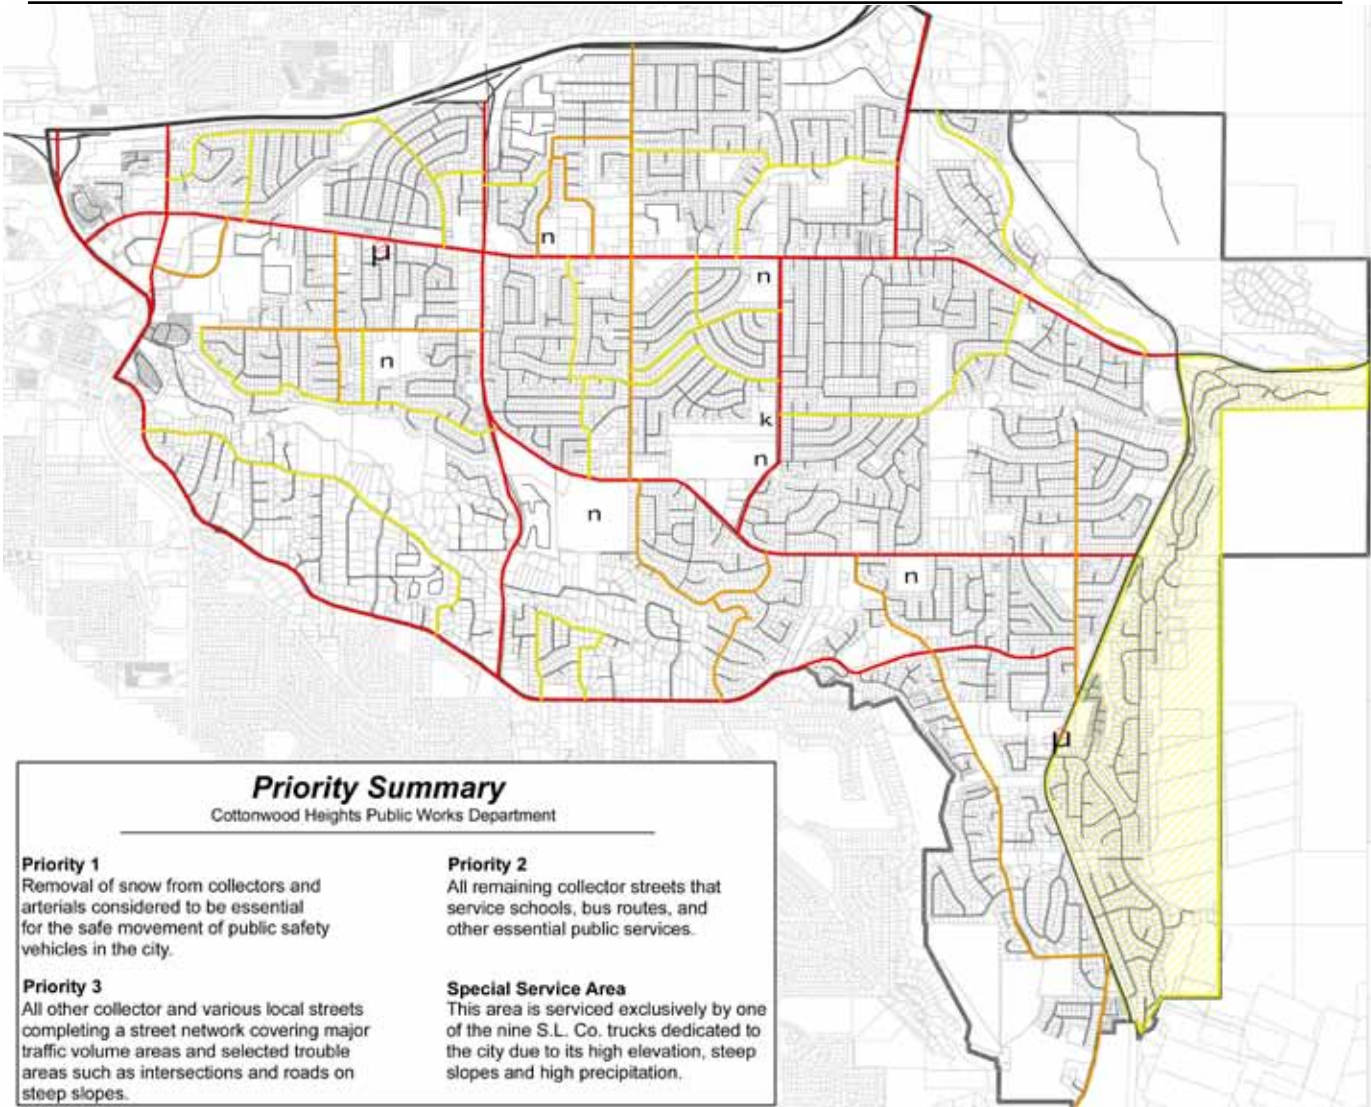 n
µ
n
n
k
n
n
n
µ
Priority Summary
Cottonwood Heights Public Works Department
Priority 1
Removal of snow from collectors and
arterials considered to be essential
for the safe movement of public safety
vehicles in the city.
Priority 2
All remaining collector streets that
service schools, bus routes, and
other essential public services.
Priority 3
All other collector and various local streets
completing a street network covering major
traffic volume areas and selected trouble
areas such as intersections and roads on
steep slopes.
Special Service Area
This area is serviced exclusively by one
of the nine S.L. Co. trucks dedicated to
the city due to its high elevation, steep
slopes and high precipitation.